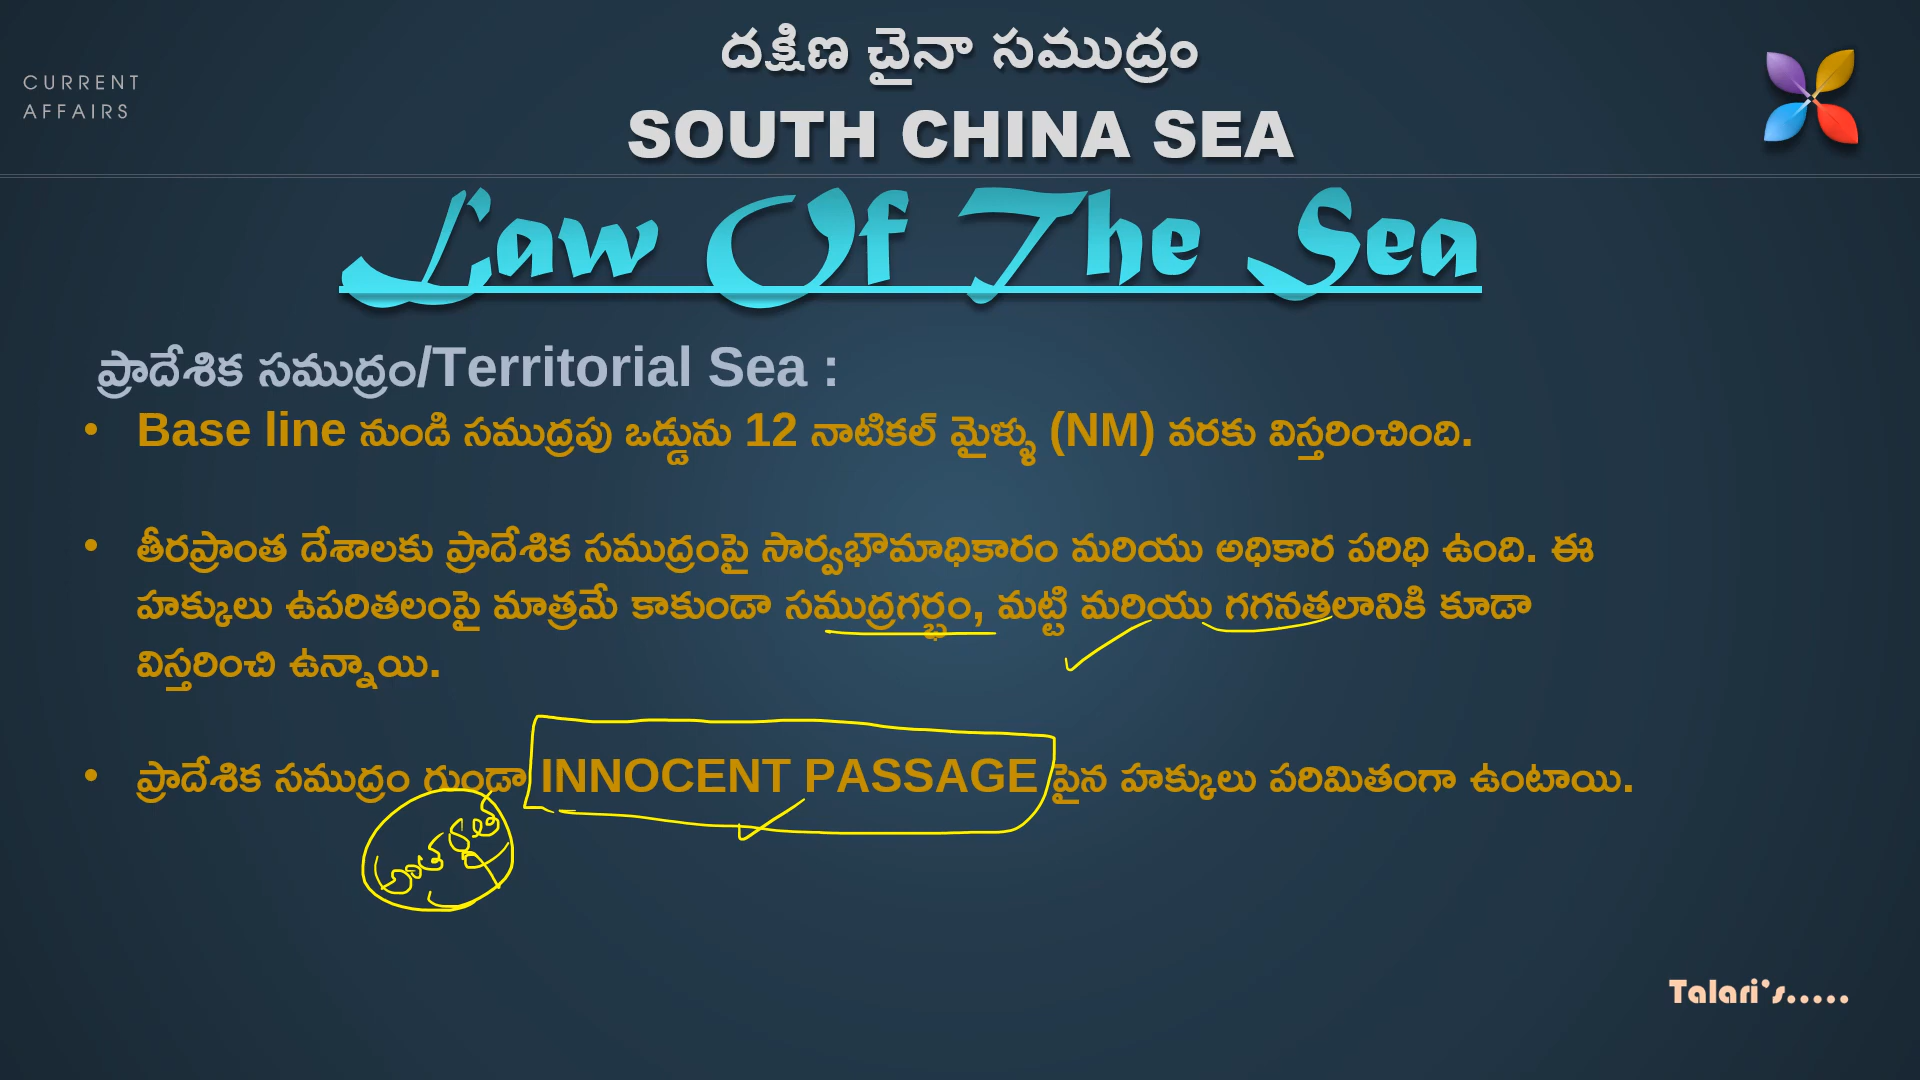 CURRENT
AFFAIRS
దక్షిణ చైనా సముద్రం
SOUTH CHINA SEA
Law Of The Sea
ప్రాదేశిక సముద్రం/Territorial Sea :
• Base line నుండి సముద్రపు ఒడ్డును 12 నాటికల్ మైళ్ళు (NM) వరకు విస్తరించింది.
• తీరప్రాంత దేశాలకు ప్రాదేశిక సముద్రంపై సార్వభౌమాధికారం మరియు అధికార పరిధి ఉంది. ఈ
హక్కులు ఉపరితలంపై మాత్రమే కాకుండా సముద్రగర్భం, మట్టి మరియు గగనతలానికి కూడా
విస్తరించి ఉన్నాయి.
• ప్రాదేశిక సముద్రం గుండా INNOCENT PASSAGE పైన హక్కులు పరిమితంగా ఉంటాయి.
Talari's.....